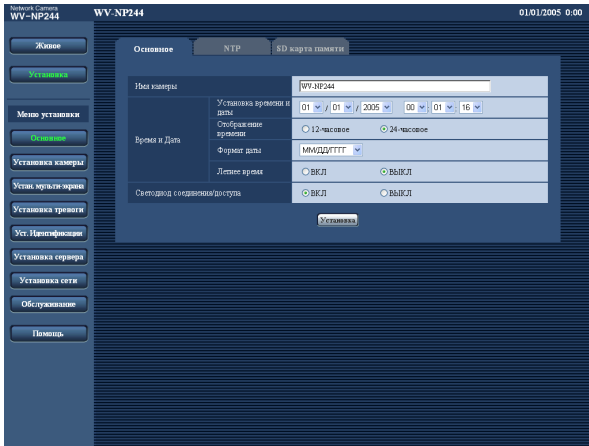 Network Camera
WV-NP244
WV-NP244
01/01/2005 0:00
Живое
Установка
Меню установки
Основное
Установка камеры
Устан. мульти-экрана
Установка тревоги
Уст. Идентификации
Установка сервера
Установка сети
Обслуживание
Помощь
Основное
NTP
SD карта памяти
Имя камеры
WV-NP244
Время и Дата
Установка времени и даты
01 / 01 / 2005 00 : 01 : 16
Отображение времени
12-часовое
24-часовое
Формат даты
ММ/ДД/ГГГГ
Летнее время
ВКЛ
ВЫКЛ
Светодиод соединения/доступа
ВКЛ
ВЫКЛ
Установка